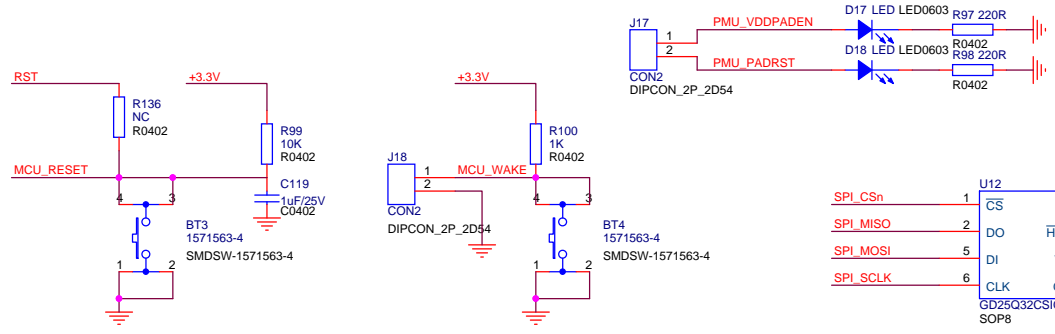 D17 LED LED0603
R97 220R
J17
PMU_VDDPADEN
1
2
R0402
D18 LED LED0603
R98 220R
PMU_PADRST
R0402
CON2
DIPCON_2P_2D54
RST
+3.3V
+3.3V
R136
NC
R0402
R99
10K
R0402
R100
1K
R0402
MCU_RESET
J18
1
2
MCU_WAKE
CON2
DIPCON_2P_2D54
C119
1uF/25V
C0402
4
3
BT3
1571563-4
SMDSW-1571563-4
1
2
4
3
BT4
1571563-4
SMDSW-1571563-4
1
2
U12
SPI_CSn
1
CS
SPI_MISO
2
DO
SPI_MOSI
5
DI
SPI_SCLK
6
CLK
GD25Q32CSI
SOP8